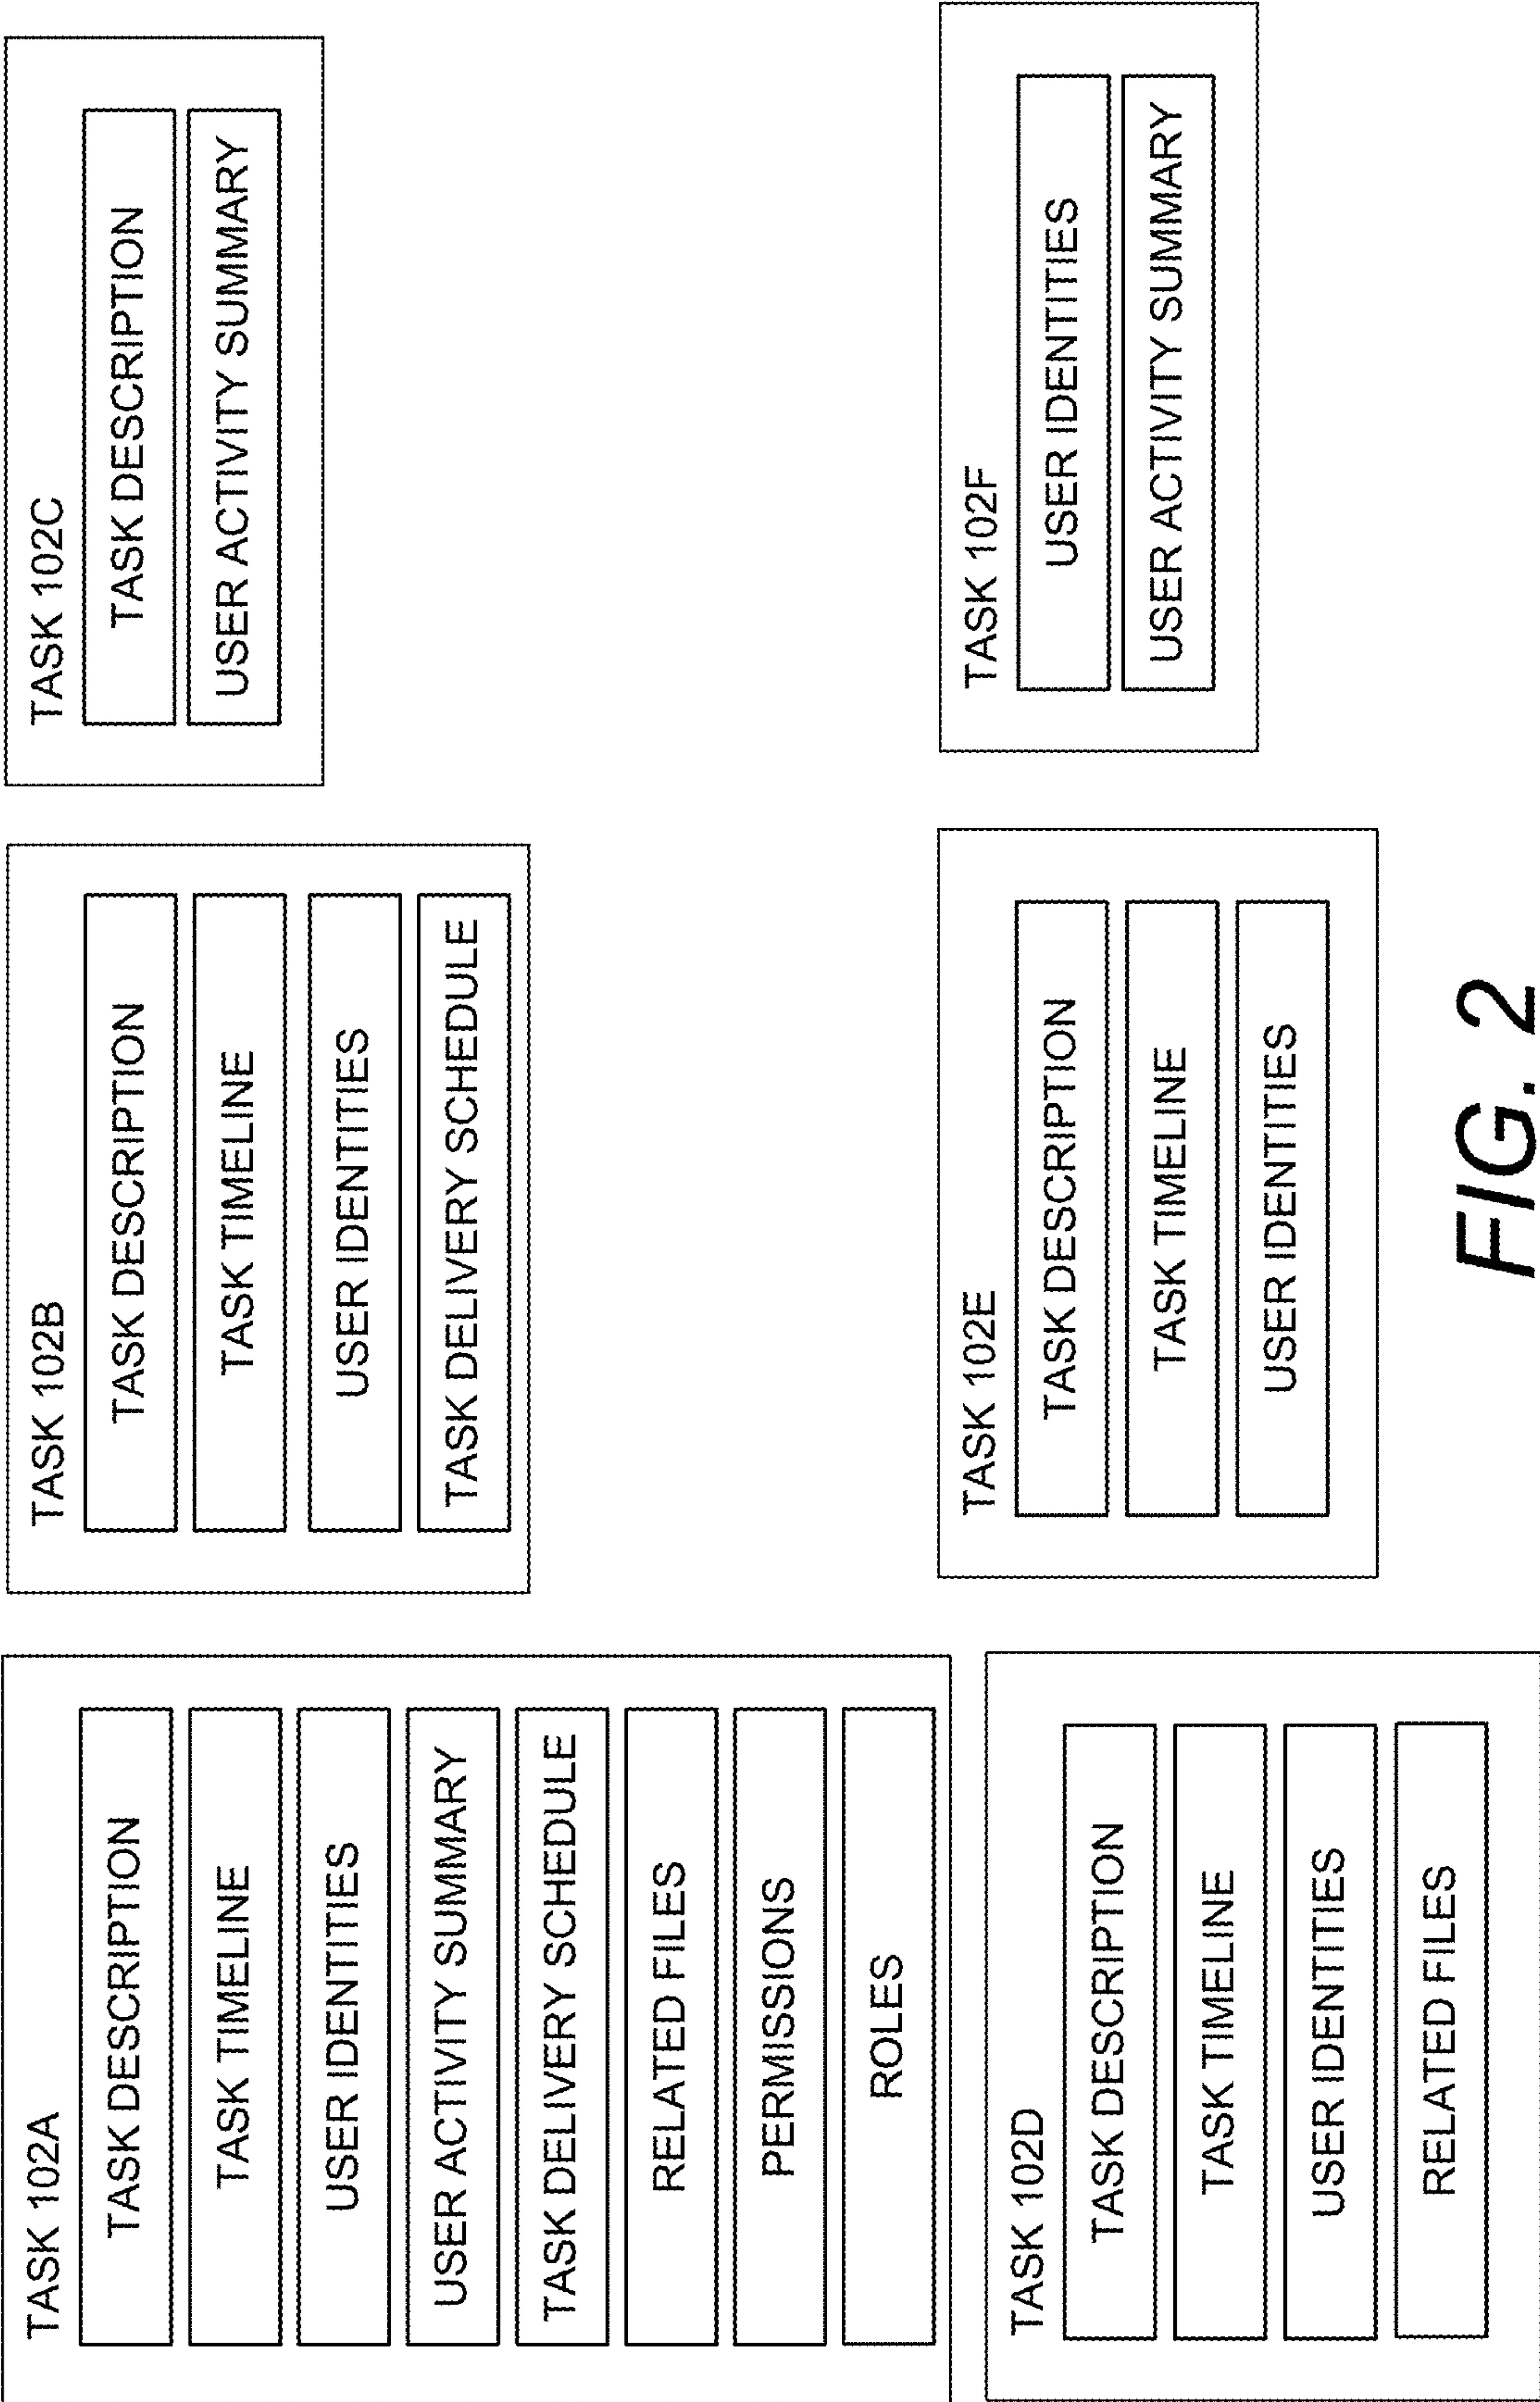 TASK 102A
TASK DESCRIPTION
TASK TIMELINE
USER IDENTITIES
USER ACTIVITY SUMMARY
TASK DELIVERY SCHEDULE
RELATED FILES
PERMISSIONS
ROLES
TASK 102B
TASK DESCRIPTION
TASK TIMELINE
USER IDENTITIES
TASK DELIVERY SCHEDULE
TASK 102C
TASK DESCRIPTION
USER ACTIVITY SUMMARY
TASK 102D
TASK DESCRIPTION
TASK TIMELINE
USER IDENTITIES
RELATED FILES
TASK 102E
TASK DESCRIPTION
TASK TIMELINE
USER IDENTITIES
TASK 102F
USER IDENTITIES
USER ACTIVITY SUMMARY
FIG. 2